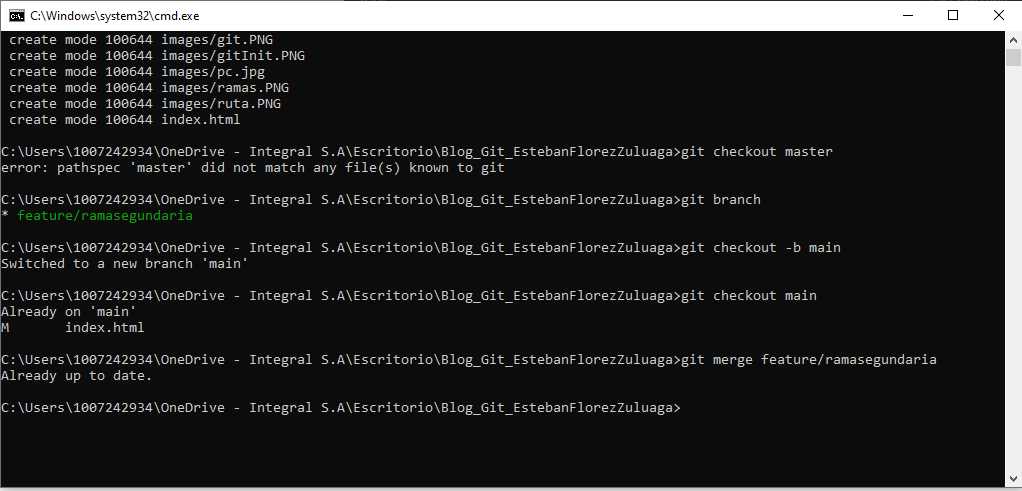 C:\Windows\system32\cmd.exe
create mode 100644 images/git.PNG
create mode 100644 images/gitInit.PNG
create mode 100644 images/pc.jpg
create mode 100644 images/ramas.PNG
create mode 100644 images/ruta.PNG
create mode 100644 index.html
C:\Users\1007242934\OneDrive - Integral S.A\Escritorio\Blog_Git_EstebanFlorezZuluaga>git checkout master
error: pathspec 'master' did not match any file(s) known to git
C:\Users\1007242934\OneDrive - Integral S.A\Escritorio\Blog_Git_EstebanFlorezZuluaga>git branch
* feature/ramasegundaria
C:\Users\1007242934\OneDrive - Integral S.A\Escritorio\Blog_Git_EstebanFlorezZuluaga>git checkout -b main
Switched to a new branch 'main'
C:\Users\1007242934\OneDrive - Integral S.A\Escritorio\Blog_Git_EstebanFlorezZuluaga>git checkout main
Already on 'main'
M       index.html
C:\Users\1007242934\OneDrive - Integral S.A\Escritorio\Blog_Git_EstebanFlorezZuluaga>git merge feature/ramasegundaria
Already up to date.
C:\Users\1007242934\OneDrive - Integral S.A\Escritorio\Blog_Git_EstebanFlorezZuluaga>